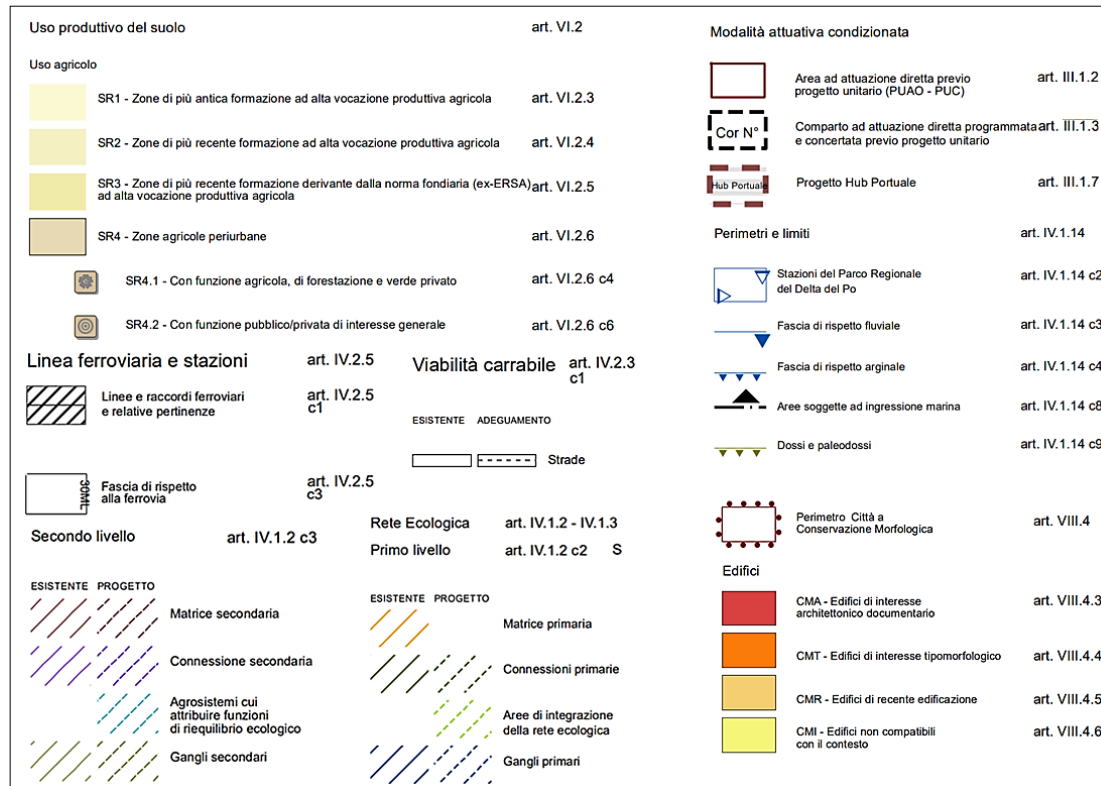 Uso produttivo del suolo art. VI.2
Uso agricolo
SR1 - Zone di più antica formazione ad alta vocazione produttiva agricola art. VI.2.3
SR2 - Zone di più recente formazione ad alta vocazione produttiva agricola art. VI.2.4
SR3 - Zone di più recente formazione derivante dalla norma fondiaria (ex-ERSA) art. VI.2.5
ad alta vocazione produttiva agricola
SR4 - Zone agricole periurbane art. VI.2.6
SR4.1 - Con funzione agricola, di forestazione e verde privato art. VI.2.6 c4
SR4.2 - Con funzione pubblico/privata di interesse generale art. VI.2.6 c6
Linea ferroviaria e stazioni art. IV.2.5
Linee e raccordi ferroviari art. IV.2.5
e relative pertinenze c1
30ML
Fascia di rispetto art. IV.2.5
alla ferrovia c3
Viabilità carrabile art. IV.2.3
c1
ESISTENTE ADEGUAMENTO
Strade
Secondo livello art. IV.1.2 c3
ESISTENTE PROGETTO
Matrice secondaria
Connessione secondaria
Agrosistemi cui
attribuire funzioni
di riequilibrio ecologico
Gangli secondari
Rete Ecologica art. IV.1.2 - IV.1.3
Primo livello art. IV.1.2 c2 S
ESISTENTE PROGETTO
Matrice primaria
Connessioni primarie
Aree di integrazione
della rete ecologica
Gangli primari
Modalità attuativa condizionata
Area ad attuazione diretta previo art. III.1.2
progetto unitario (PUAO - PUC)
Cor N° Comparto ad attuazione diretta programmata art. III.1.3
e concertata previo progetto unitario
Hub Portuale Progetto Hub Portuale art. III.1.7
Perimetri e limiti art. IV.1.14
Stazioni del Parco Regionale art. IV.1.14 c2
del Delta del Po
Fascia di rispetto fluviale art. IV.1.14 c3
Fascia di rispetto arginale art. IV.1.14 c4
Aree soggette ad ingressione marina art. IV.1.14 c8
Dossi e paleodossi art. IV.1.14 c9
Perimetro Città a art. VIII.4
Conservazione Morfologica
Edifici
CMA - Edifici di interesse art. VIII.4.3
architettonico documentario
CMT - Edifici di interesse tipomorfologico art. VIII.4.4
CMR - Edifici di recente edificazione art. VIII.4.5
CMI - Edifici non compatibili art. VIII.4.6
con il contesto